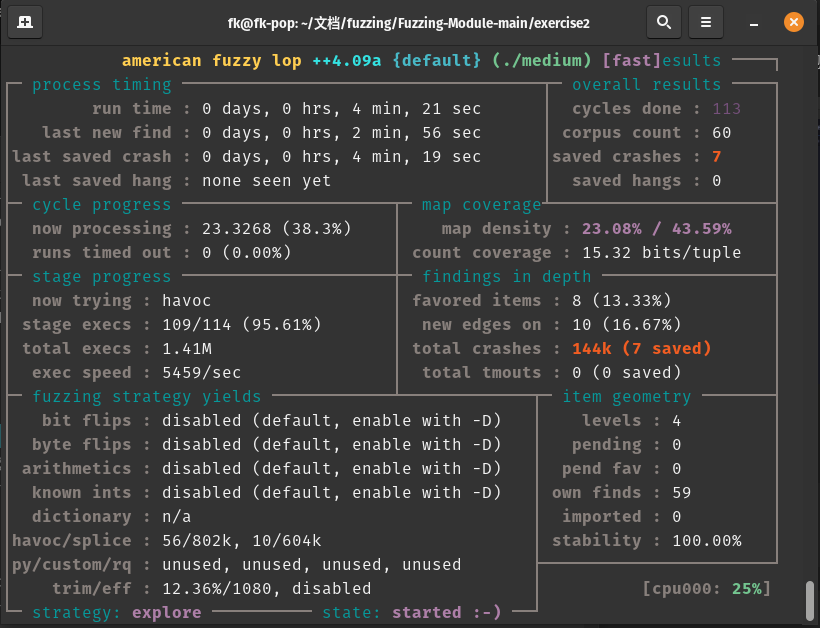 fk@fk-pop: ~/文档/fuzzing/Fuzzing-Module-main/exercise2
american fuzzy lop ++4.09a {default} (./medium) [fast]esults
process timing overall results
run time : 0 days, 0 hrs, 4 min, 21 sec cycles done : 113
last new find : 0 days, 0 hrs, 2 min, 56 sec corpus count : 60
last saved crash : 0 days, 0 hrs, 4 min, 19 sec saved crashes : 7
last saved hang : none seen yet saved hangs : 0
cycle progress map coverage
now processing : 23.3268 (38.3%) map density : 23.08% / 43.59%
runs timed out : 0 (0.00%) count coverage : 15.32 bits/tuple
stage progress findings in depth
now trying : havoc favored items : 8 (13.33%)
stage execs : 109/114 (95.61%) new edges on : 10 (16.67%)
total execs : 1.41M total crashes : 144k (7 saved)
exec speed : 5459/sec total tmouts : 0 (0 saved)
fuzzing strategy yields item geometry
bit flips : disabled (default, enable with -D) levels : 4
byte flips : disabled (default, enable with -D) pending : 0
arithmetics : disabled (default, enable with -D) pend fav : 0
known ints : disabled (default, enable with -D) own finds : 59
dictionary : n/a imported : 0
havoc/splice : 56/802k, 10/604k stability : 100.00%
py/custom/rq : unused, unused, unused, unused
trim/eff : 12.36%/1080, disabled [cpu000: 25%]
strategy: explore state: started :-)